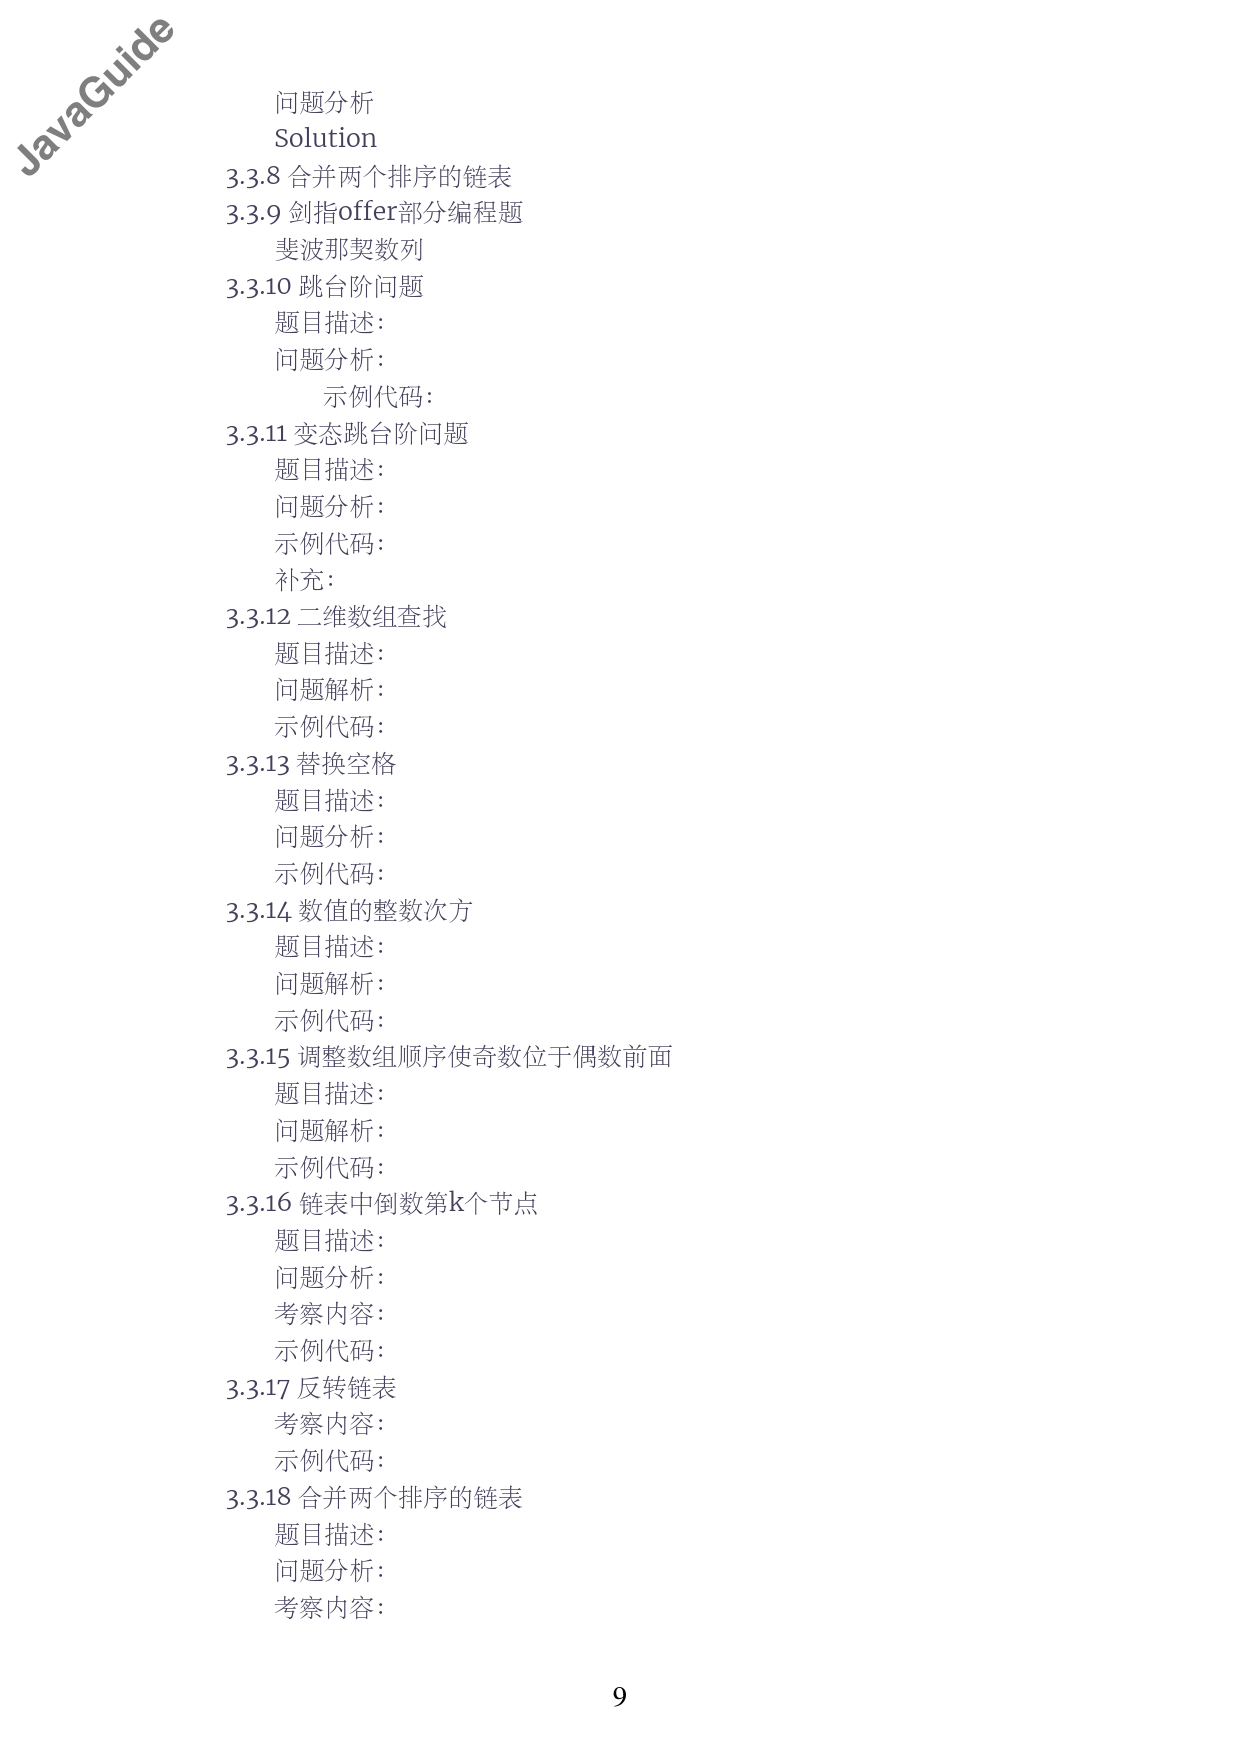 JavaGuide
问题分析
Solution
3.3.8 合并两个排序的链表
3.3.9 剑指offer部分编程题
斐波那契数列
3.3.10 跳台阶问题
题目描述：
问题分析：
示例代码：
3.3.11 变态跳台阶问题
题目描述：
问题分析：
示例代码：
补充：
3.3.12 二维数组查找
题目描述：
问题解析：
示例代码：
3.3.13 替换空格
题目描述：
问题分析：
示例代码：
3.3.14 数值的整数次方
题目描述：
问题解析：
示例代码：
3.3.15 调整数组顺序使奇数位于偶数前面
题目描述：
问题解析：
示例代码：
3.3.16 链表中倒数第k个节点
题目描述：
问题分析：
考察内容：
示例代码：
3.3.17 反转链表
考察内容：
示例代码：
3.3.18 合并两个排序的链表
题目描述：
问题分析：
考察内容：
9